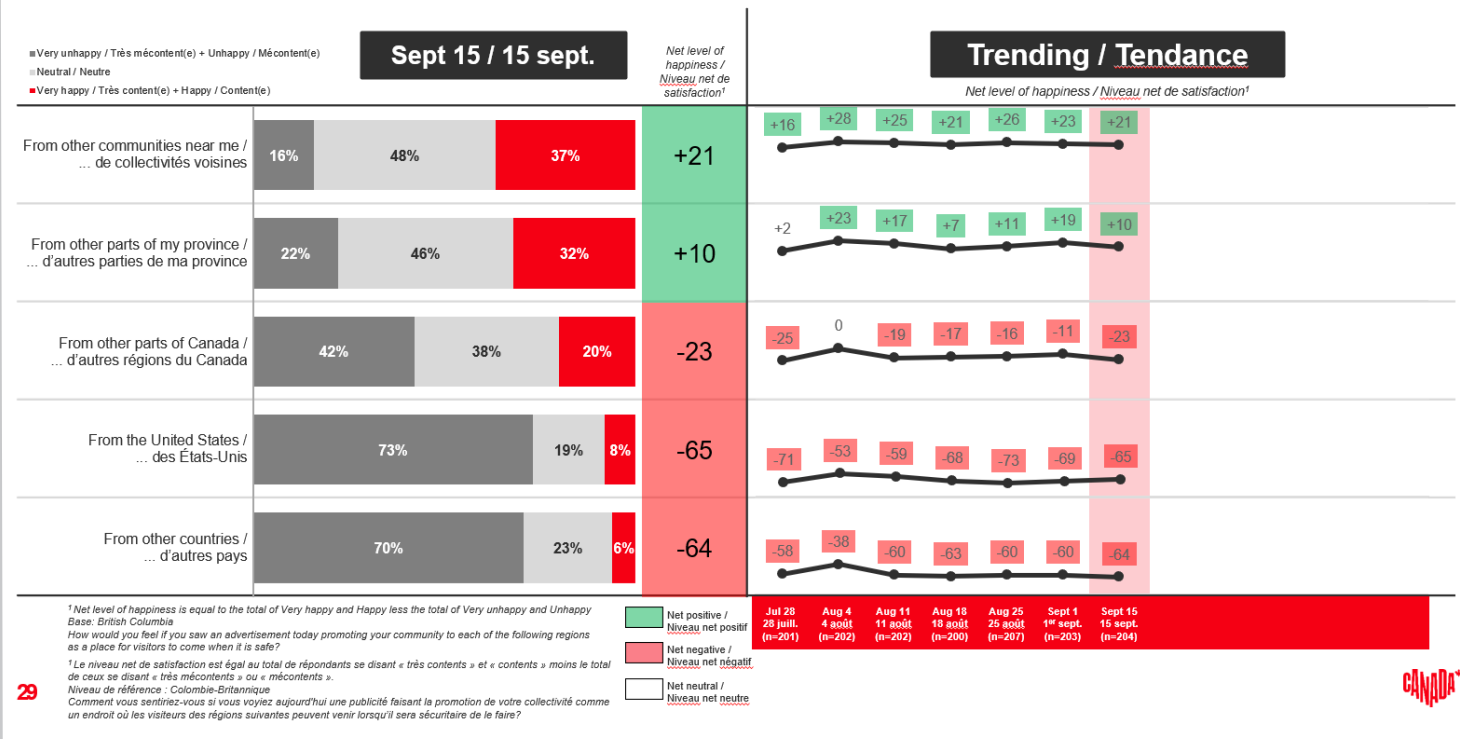 Very unhappy / Très mécontent(e) + Unhappy / Mécontent(e)
Neutral / Neutre
Very happy / Très content(e) + Happy / Content(e)
Sept 15 / 15 sept.
Net level of
happiness /
Niveau net de
satisfaction¹
Trending / Tendance
Net level of happiness / Niveau net de satisfaction¹
From other communities near me /
... de collectivités voisines
16% 48% 37%
+21
+16 +28 +25 +21 +26 +23 +21
From other parts of my province /
... d'autres parties de ma province
22% 46% 32%
+10
+2 +23 +17 +7 +11 +19 +10
From other parts of Canada /
... d'autres régions du Canada
42% 38% 20%
-23
-25 0 -19 -17 -16 -11 -23
From the United States /
... des États-Unis
73% 19% 8%
-65
-71 -53 -59 -68 -73 -69 -65
From other countries /
... d'autres pays
70% 23% 6%
-64
-58 -38 -60 -63 -60 -60 -64
Jul 28 Aug 4 Aug 11 Aug 18 Aug 25 Sept 1 Sept 15
28 juill. 4 août 11 août 18 août 25 août 1er sept. 15 sept.
(n=201) (n=202) (n=202) (n=200) (n=207) (n=203) (n=204)
¹ Net level of happiness is equal to the total of Very happy and Happy less the total of Very unhappy and Unhappy
Base: British Columbia
How would you feel if you saw an advertisement today promoting your community to each of the following regions
as a place for visitors to come when it is safe?
¹ Le niveau net de satisfaction est égal au total de répondants se disant « très contents » et « contents » moins le total
de ceux se disant « très mécontents » ou « mécontents ».
Niveau de référence : Colombie-Britannique
Comment vous sentiriez-vous si vous voyiez aujourd'hui une publicité faisant la promotion de votre collectivité comme
un endroit où les visiteurs des régions suivantes peuvent venir lorsqu'il sera sécuritaire de le faire?
Net positive /
Niveau net positif
Net negative /
Niveau net négatif
Net neutral /
Niveau net neutre
29
CANADA